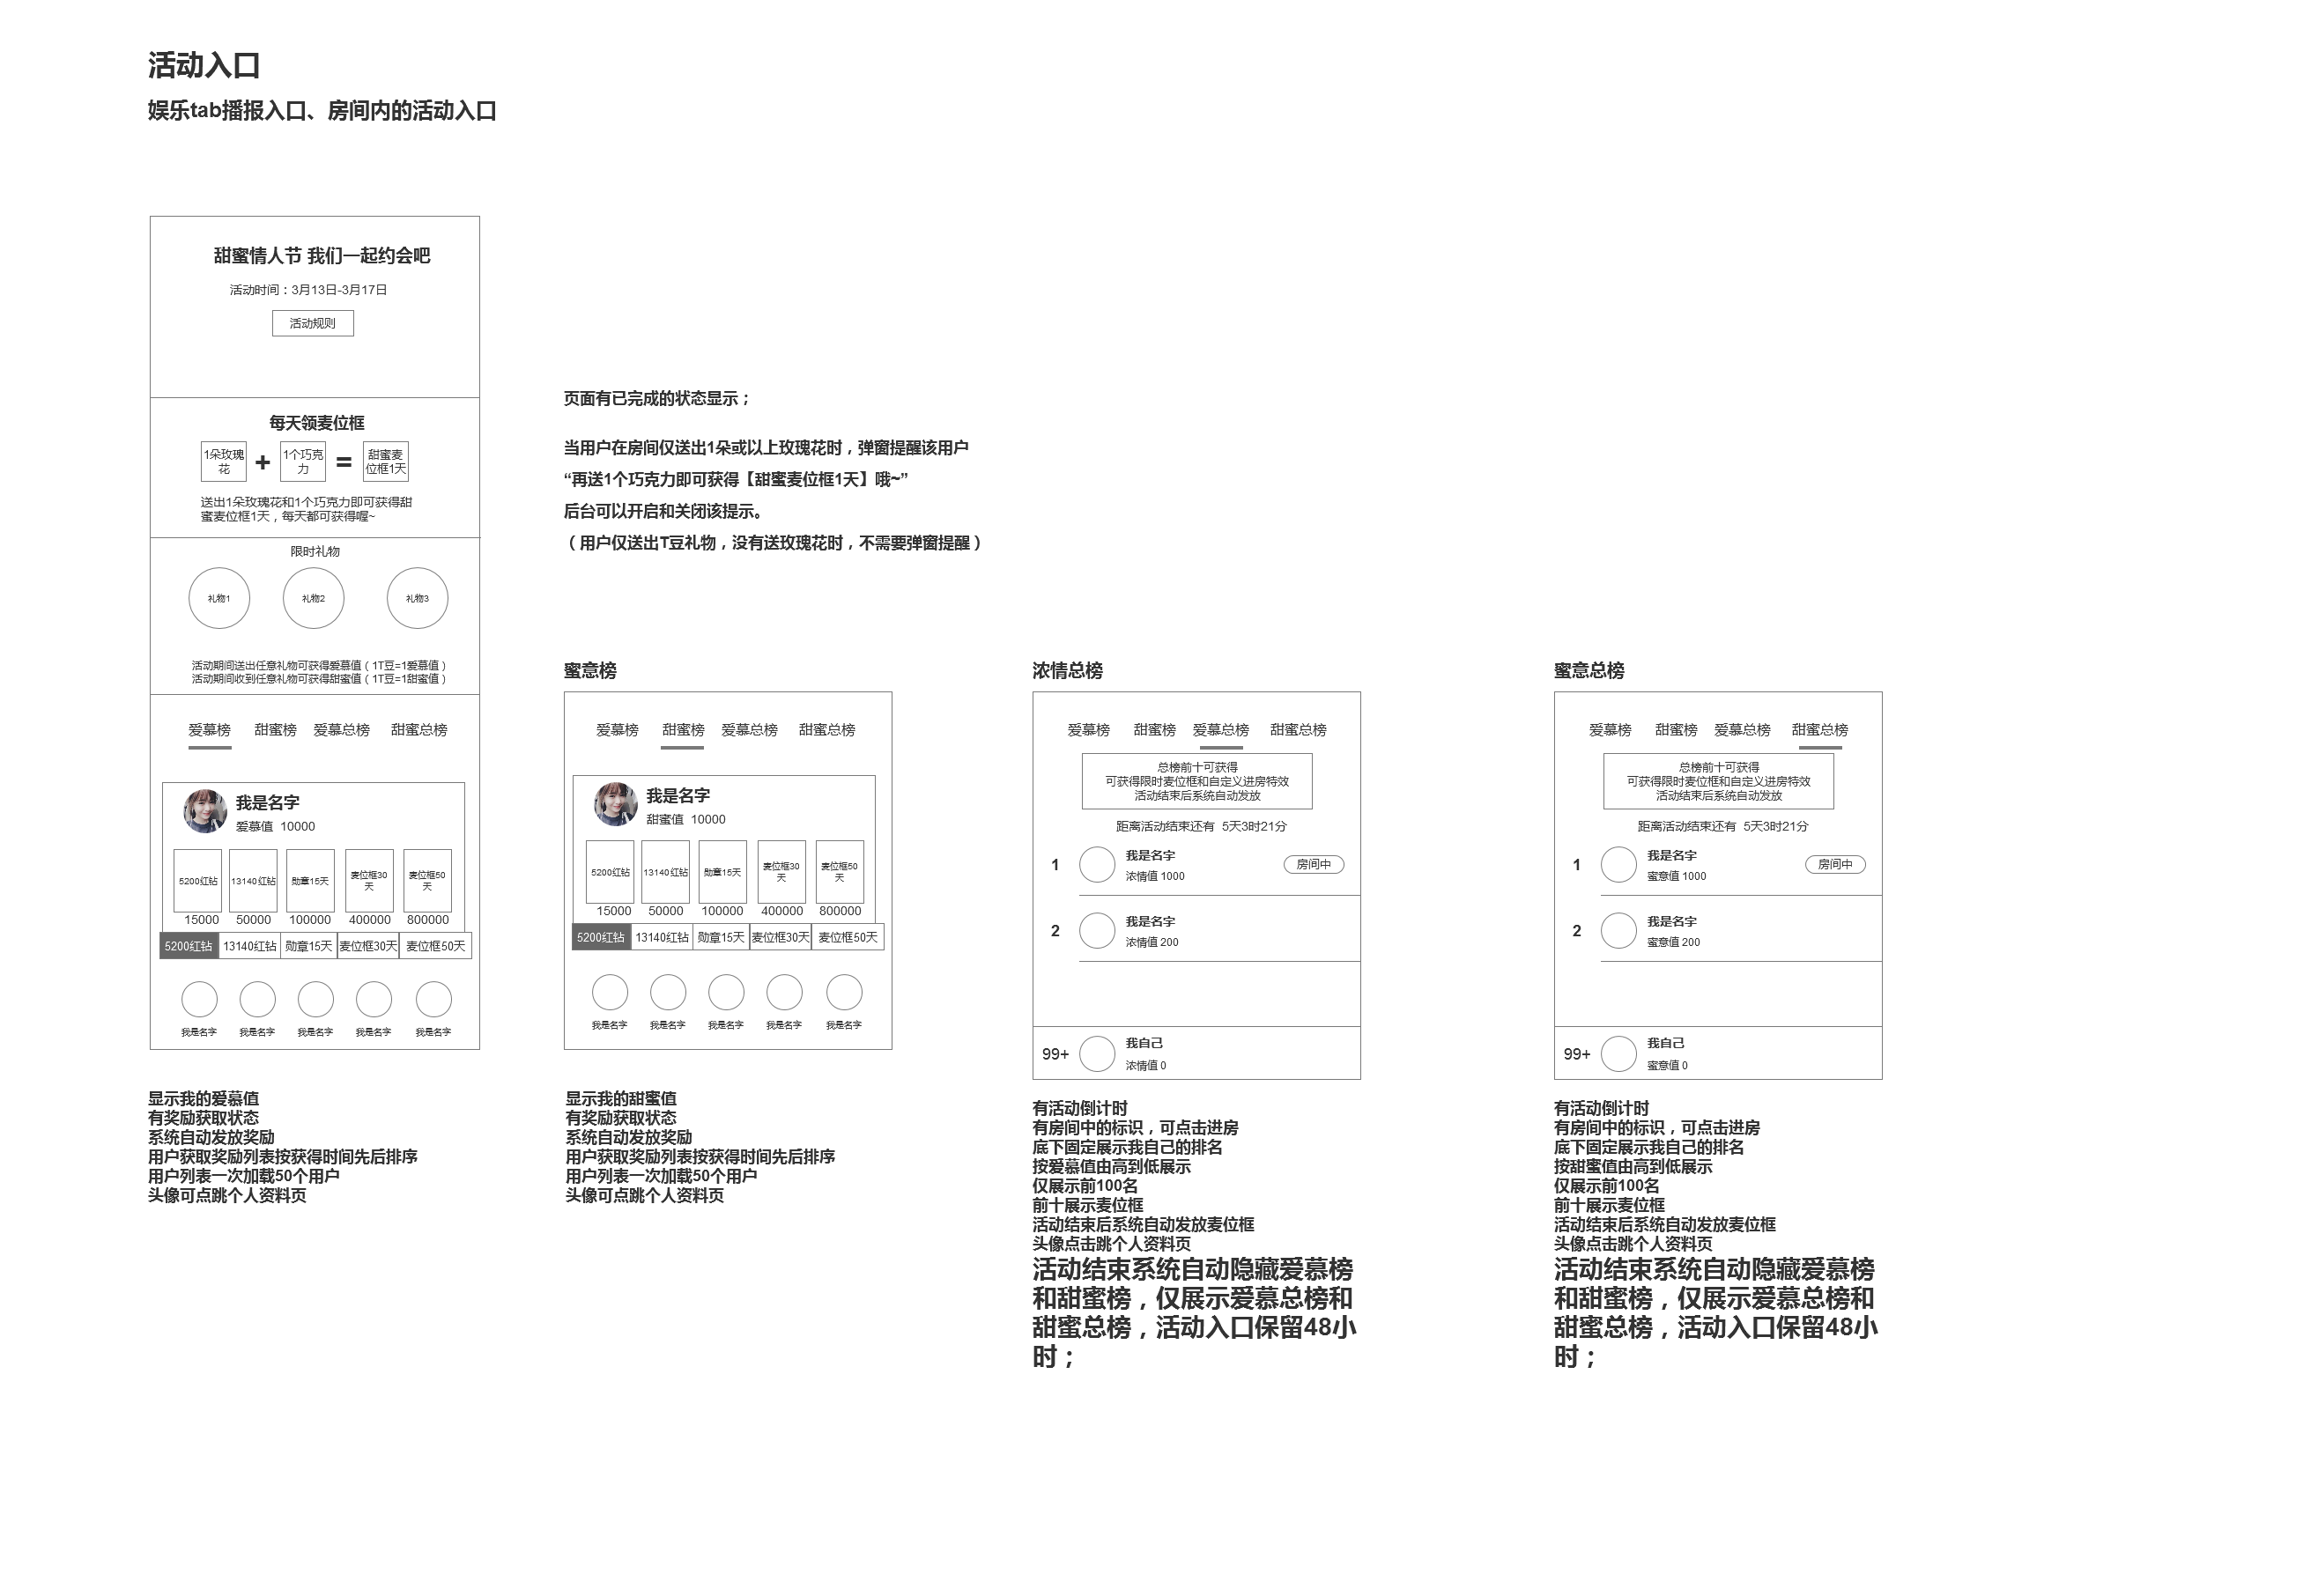 活动入口
娱乐tab播报入口、房间内的活动入口
甜蜜情人节 我们一起约会吧
活动时间：3月13日-3月17日
活动规则
每天领麦位框
1朵玫瑰
花
+
1个巧克
力
=
甜蜜麦
位框1天
送出1朵玫瑰花和1个巧克力即可获得甜
蜜麦位框1天，每天都可获得喔~
限时礼物
礼物1
礼物2
礼物3
活动期间送出任意礼物可获得爱慕值（1T豆=1爱慕值）
活动期间收到任意礼物可获得甜蜜值（1T豆=1甜蜜值）
爱慕榜 甜蜜榜 爱慕总榜 甜蜜总榜
我是名字
爱慕值 10000
5200红钻
13140红钻
勋章15天
麦位框30
天
麦位框50
天
15000 50000 100000 400000 800000
5200红钻 13140红钻 勋章15天 麦位框30天 麦位框50天
我是名字 我是名字 我是名字 我是名字 我是名字
显示我的爱慕值
有奖励获取状态
系统自动发放奖励
用户获取奖励列表按获得时间先后排序
用户列表一次加载50个用户
头像可点跳个人资料页
页面有已完成的状态显示；
当用户在房间仅送出1朵或以上玫瑰花时，弹窗提醒该用户
“再送1个巧克力即可获得【甜蜜麦位框1天】哦~”
后台可以开启和关闭该提示。
（用户仅送出T豆礼物，没有送玫瑰花时，不需要弹窗提醒）
蜜意榜
爱慕榜 甜蜜榜 爱慕总榜 甜蜜总榜
我是名字
甜蜜值 10000
5200红钻
13140红钻
勋章15天
麦位框30
天
麦位框50
天
15000 50000 100000 400000 800000
5200红钻 13140红钻 勋章15天 麦位框30天 麦位框50天
我是名字 我是名字 我是名字 我是名字 我是名字
显示我的甜蜜值
有奖励获取状态
系统自动发放奖励
用户获取奖励列表按获得时间先后排序
用户列表一次加载50个用户
头像可点跳个人资料页
浓情总榜
爱慕榜 甜蜜榜 爱慕总榜 甜蜜总榜
总榜前十可获得
可获得限时麦位框和自定义进房特效
活动结束后系统自动发放
距离活动结束还有 5天3时21分
1
我是名字
浓情值 1000
房间中
2
我是名字
浓情值 200
99+
我自己
浓情值 0
有活动倒计时
有房间中的标识，可点击进房
底下固定展示我自己的排名
按爱慕值由高到低展示
仅展示前100名
前十展示麦位框
活动结束后系统自动发放麦位框
头像点击跳个人资料页
活动结束系统自动隐藏爱慕榜
和甜蜜榜，仅展示爱慕总榜和
甜蜜总榜，活动入口保留48小
时；
蜜意总榜
爱慕榜 甜蜜榜 爱慕总榜 甜蜜总榜
总榜前十可获得
可获得限时麦位框和自定义进房特效
活动结束后系统自动发放
距离活动结束还有 5天3时21分
1
我是名字
蜜意值 1000
房间中
2
我是名字
蜜意值 200
99+
我自己
蜜意值 0
有活动倒计时
有房间中的标识，可点击进房
底下固定展示我自己的排名
按甜蜜值由高到低展示
仅展示前100名
前十展示麦位框
活动结束后系统自动发放麦位框
头像点击跳个人资料页
活动结束系统自动隐藏爱慕榜
和甜蜜榜，仅展示爱慕总榜和
甜蜜总榜，活动入口保留48小
时；